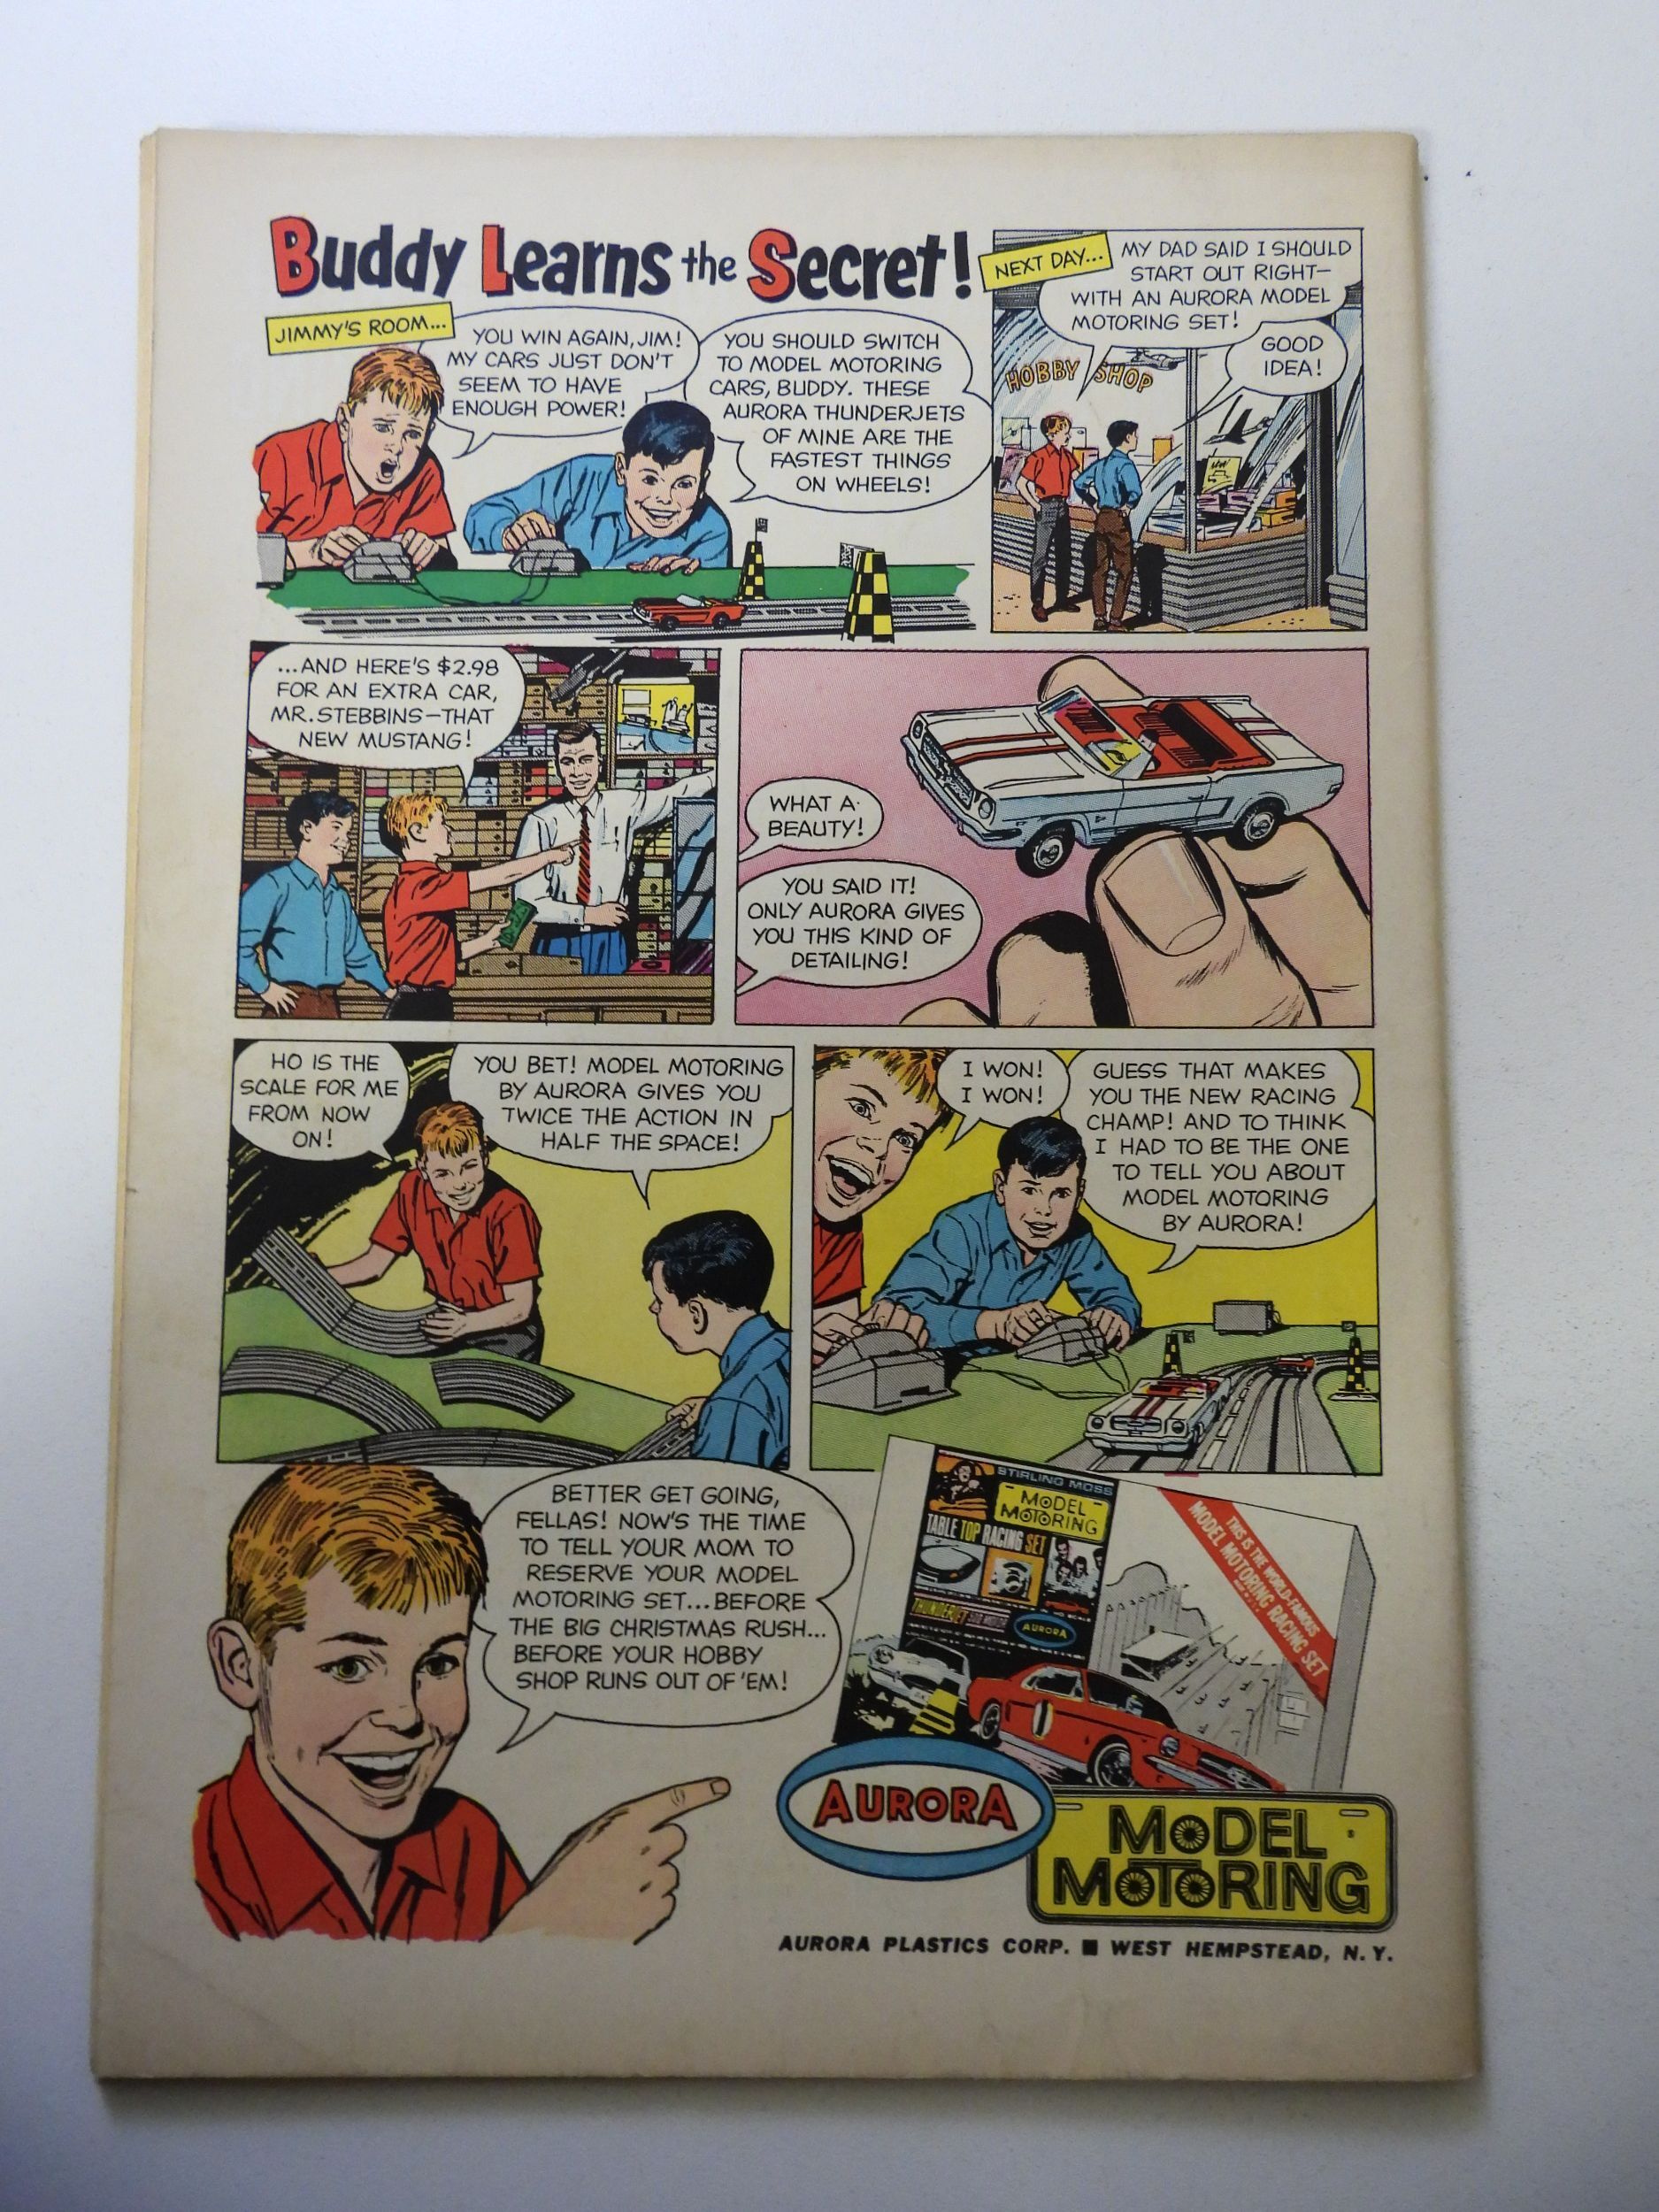 Buddy Learns the Secret!
JIMMY'S ROOM...
YOU WIN AGAIN, JIM!
MY CARS JUST DON'T
SEEM TO HAVE
ENOUGH POWER!
YOU SHOULD SWITCH
TO MODEL MOTORING
CARS, BUDDY. THESE
AURORA THUNDERJETS
OF MINE ARE THE
FASTEST THINGS
ON WHEELS!
NEXT DAY...
MY DAD SAID I SHOULD
START OUT RIGHT—
WITH AN AURORA MODEL
MOTORING SET!
GOOD
IDEA!
HOBBY SHOP
...AND HERE'S $2.98
FOR AN EXTRA CAR,
MR. STEBBINS—THAT
NEW MUSTANG!
WHAT A
BEAUTY!
YOU SAID IT!
ONLY AURORA GIVES
YOU THIS KIND OF
DETAILING!
HO IS THE
SCALE FOR ME
FROM NOW
ON!
YOU BET! MODEL MOTORING
BY AURORA GIVES YOU
TWICE THE ACTION IN
HALF THE SPACE!
I WON!
I WON!
GUESS THAT MAKES
YOU THE NEW RACING
CHAMP! AND TO THINK
I HAD TO BE THE ONE
TO TELL YOU ABOUT
MODEL MOTORING
BY AURORA!
BETTER GET GOING,
FELLAS! NOW'S THE TIME
TO TELL YOUR MOM TO
RESERVE YOUR MODEL
MOTORING SET...BEFORE
THE BIG CHRISTMAS RUSH...
BEFORE YOUR HOBBY
SHOP RUNS OUT OF 'EM!
STIRLING MOSS
MODEL
MOTORING
TABLE TOP RACING SET
THUNDERJET
AURORA
THIS IS THE WORLD-FAMOUS
MODEL MOTORING RACING SET
AURORA
MODEL
MOTORING
AURORA PLASTICS CORP. ■ WEST HEMPSTEAD, N.Y.